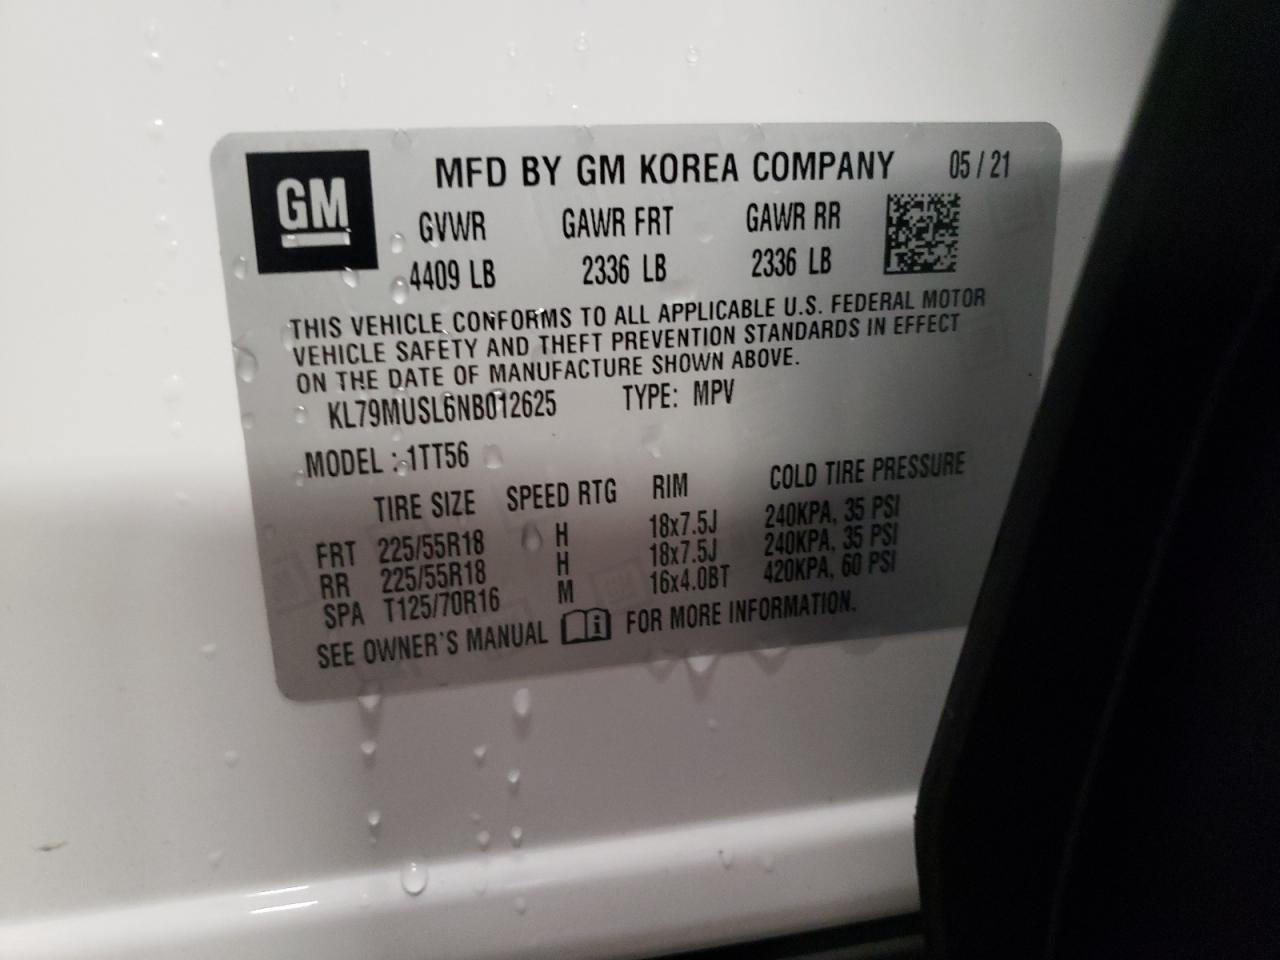 GM
MFD BY GM KOREA COMPANY 05 / 21
GVWR GAWR FRT GAWR RR
4409 LB 2336 LB 2336 LB
THIS VEHICLE CONFORMS TO ALL APPLICABLE U.S. FEDERAL MOTOR
VEHICLE SAFETY AND THEFT PREVENTION STANDARDS IN EFFECT
ON THE DATE OF MANUFACTURE SHOWN ABOVE.
KL79MUSL6NB012625 TYPE: MPV
MODEL : 1TT56
TIRE SIZE SPEED RTG RIM COLD TIRE PRESSURE
FRT 225/55R18 H 18x7.5J 240KPA, 35 PSI
RR 225/55R18 H 18x7.5J 240KPA, 35 PSI
SPA T125/70R16 M 16x4.0BT 420KPA, 60 PSI
SEE OWNER'S MANUAL i FOR MORE INFORMATION.